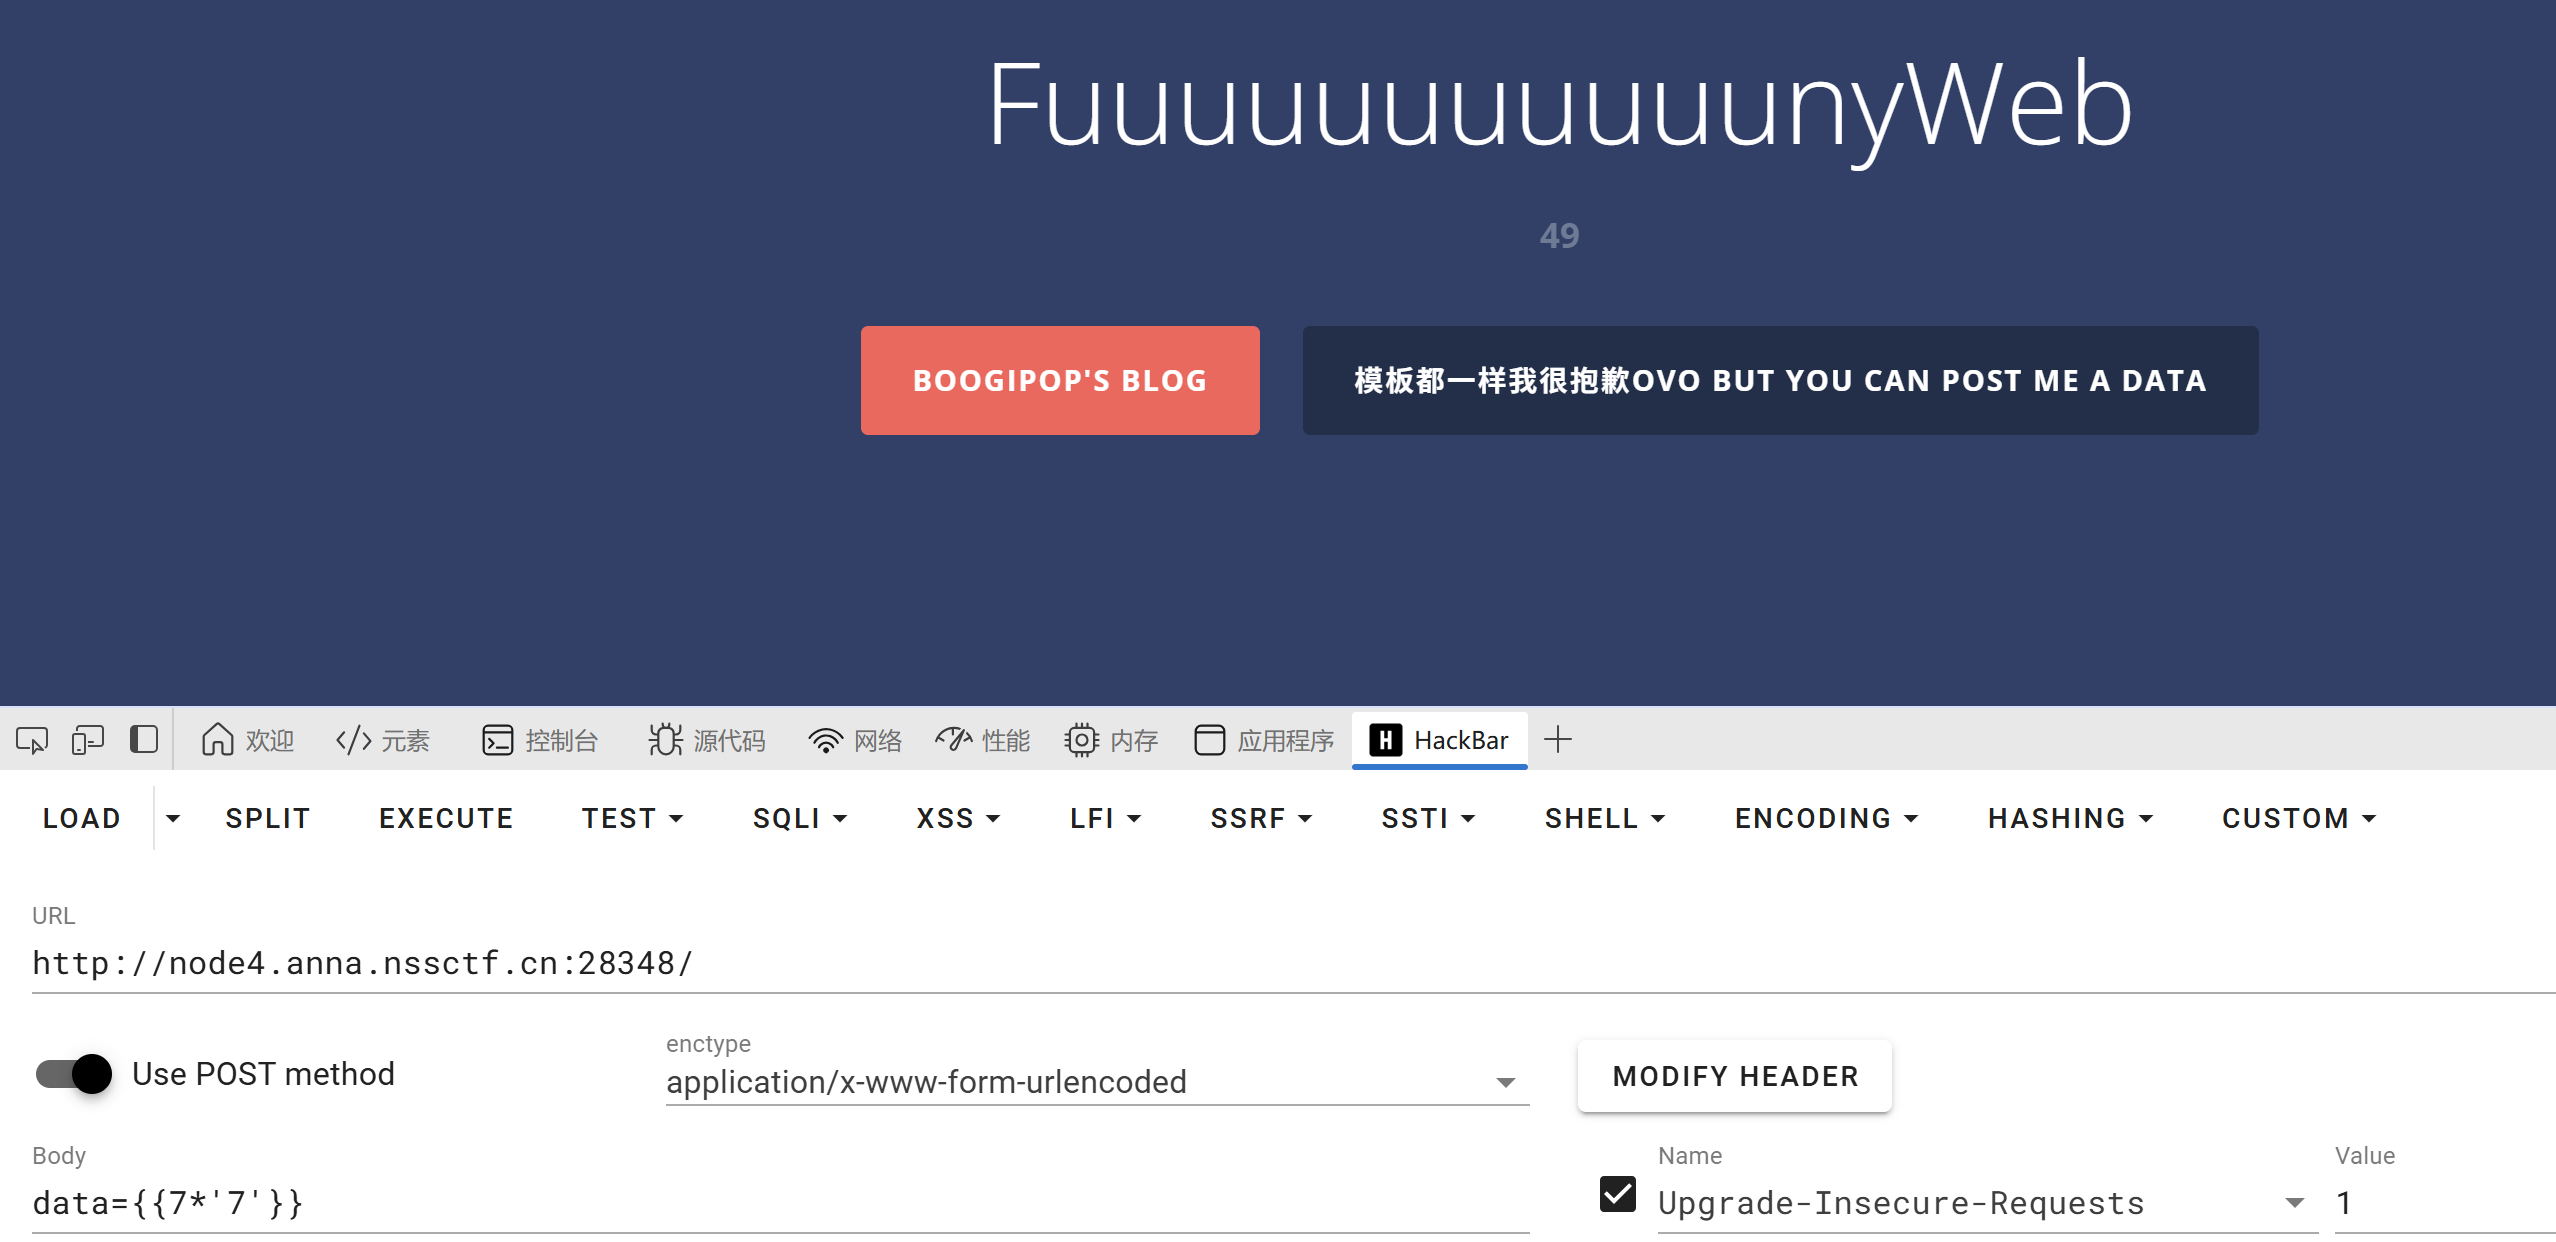 FuuuuuuuuuuunyWeb
49
BOOGIPOP'S BLOG
模板都一样我很抱歉OVO BUT YOU CAN POST ME A DATA
欢迎 元素 控制台 源代码 网络 性能 内存 应用程序 HackBar
LOAD SPLIT EXECUTE TEST SQLI XSS LFI SSRF SSTI SHELL ENCODING HASHING CUSTOM
URL
http://node4.anna.nssctf.cn:28348/
Use POST method
enctype
application/x-www-form-urlencoded
MODIFY HEADER
Body
data={{7*'7'}}
Name
Upgrade-Insecure-Requests
Value
1